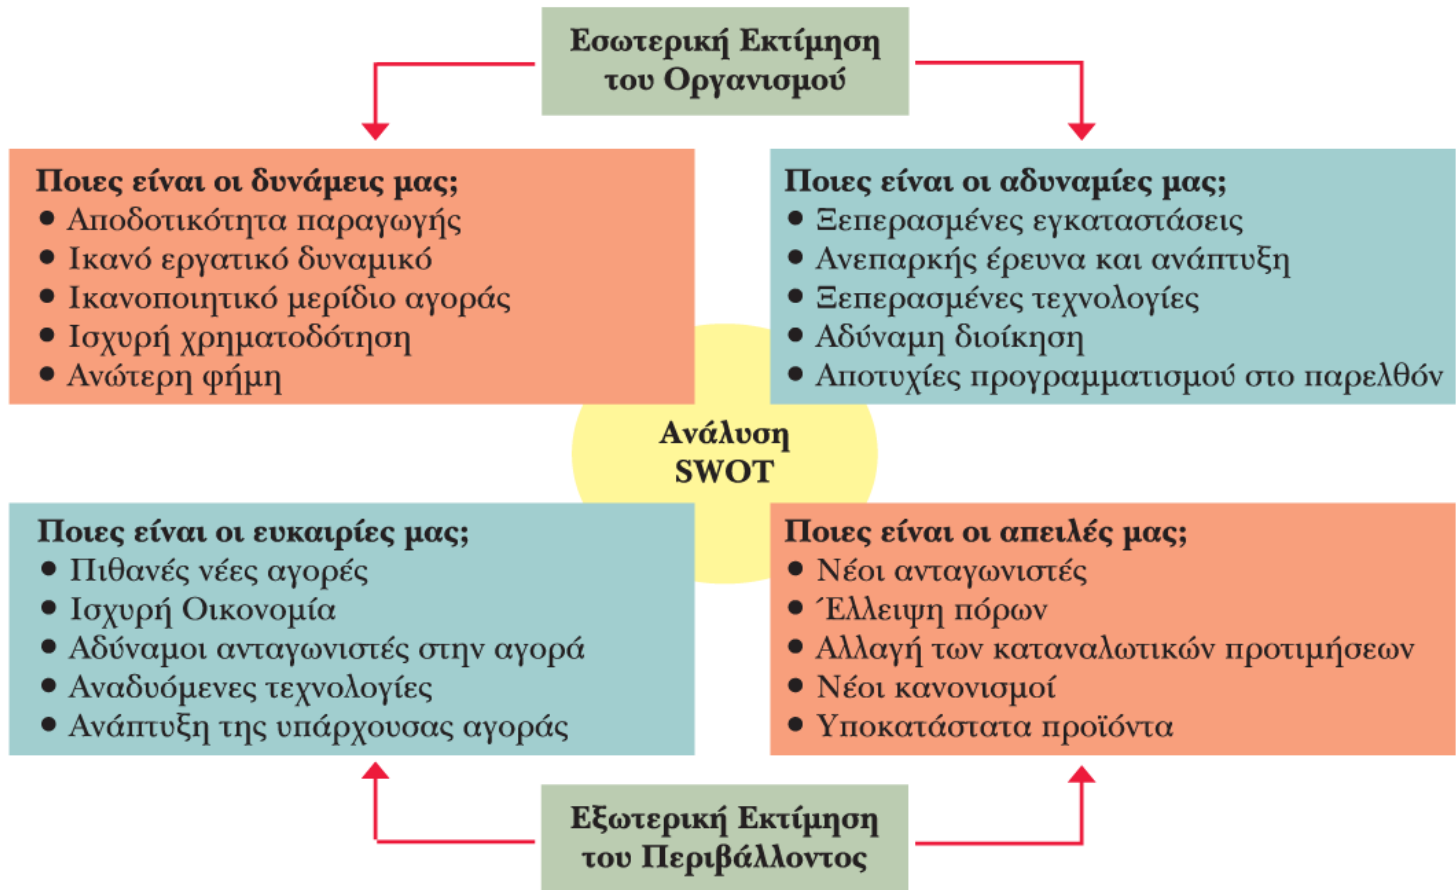 Εσωτερική Εκτίμηση
του Οργανισμού
Ποιες είναι οι δυνάμεις μας;
• Αποδοτικότητα παραγωγής
• Ικανό εργατικό δυναμικό
• Ικανοποιητικό μερίδιο αγοράς
• Ισχυρή χρηματοδότηση
• Ανώτερη φήμη
Ποιες είναι οι αδυναμίες μας;
• Ξεπερασμένες εγκαταστάσεις
• Ανεπαρκής έρευνα και ανάπτυξη
• Ξεπερασμένες τεχνολογίες
• Αδύναμη διοίκηση
• Αποτυχίες προγραμματισμού στο παρελθόν
Ανάλυση
SWOT
Ποιες είναι οι ευκαιρίες μας;
• Πιθανές νέες αγορές
• Ισχυρή Οικονομία
• Αδύναμοι ανταγωνιστές στην αγορά
• Αναδυόμενες τεχνολογίες
• Ανάπτυξη της υπάρχουσας αγοράς
Ποιες είναι οι απειλές μας;
• Νέοι ανταγωνιστές
• Έλλειψη πόρων
• Αλλαγή των καταναλωτικών προτιμήσεων
• Νέοι κανονισμοί
• Υποκατάστατα προϊόντα
Εξωτερική Εκτίμηση
του Περιβάλλοντος